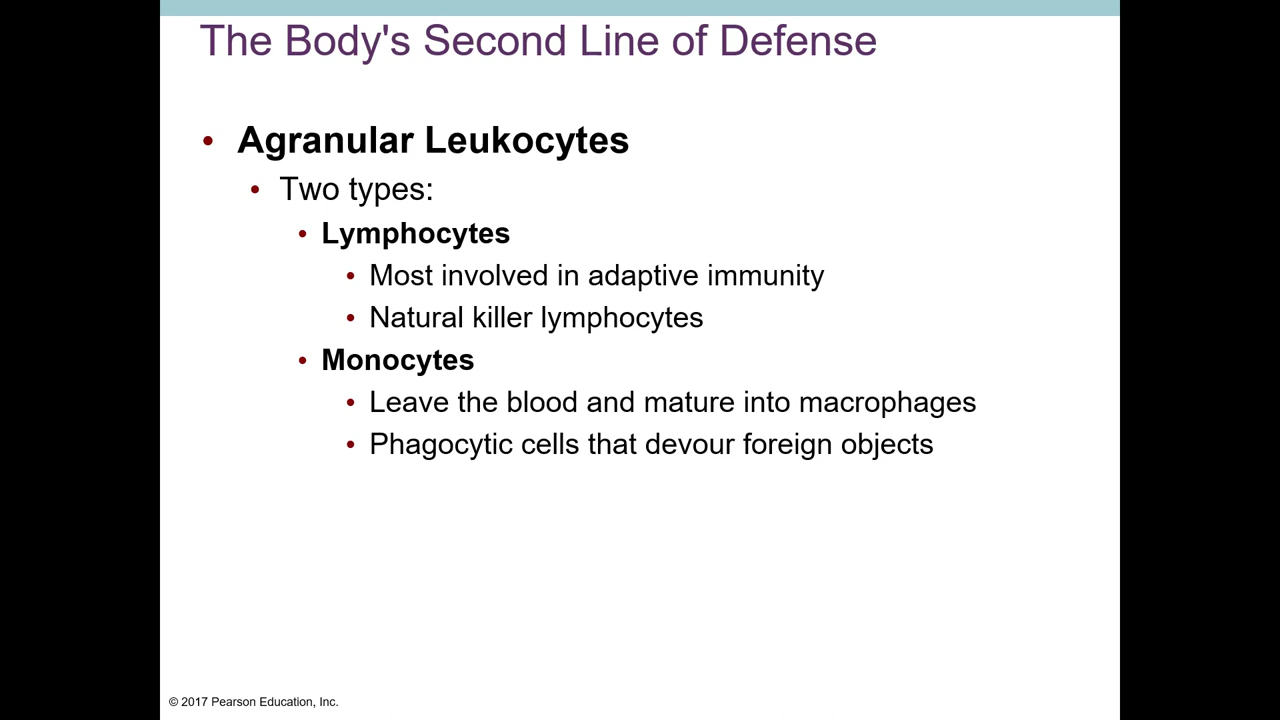 The Body's Second Line of Defense
• Agranular Leukocytes
• Two types:
• Lymphocytes
• Most involved in adaptive immunity
• Natural killer lymphocytes
• Monocytes
• Leave the blood and mature into macrophages
• Phagocytic cells that devour foreign objects
© 2017 Pearson Education, Inc.